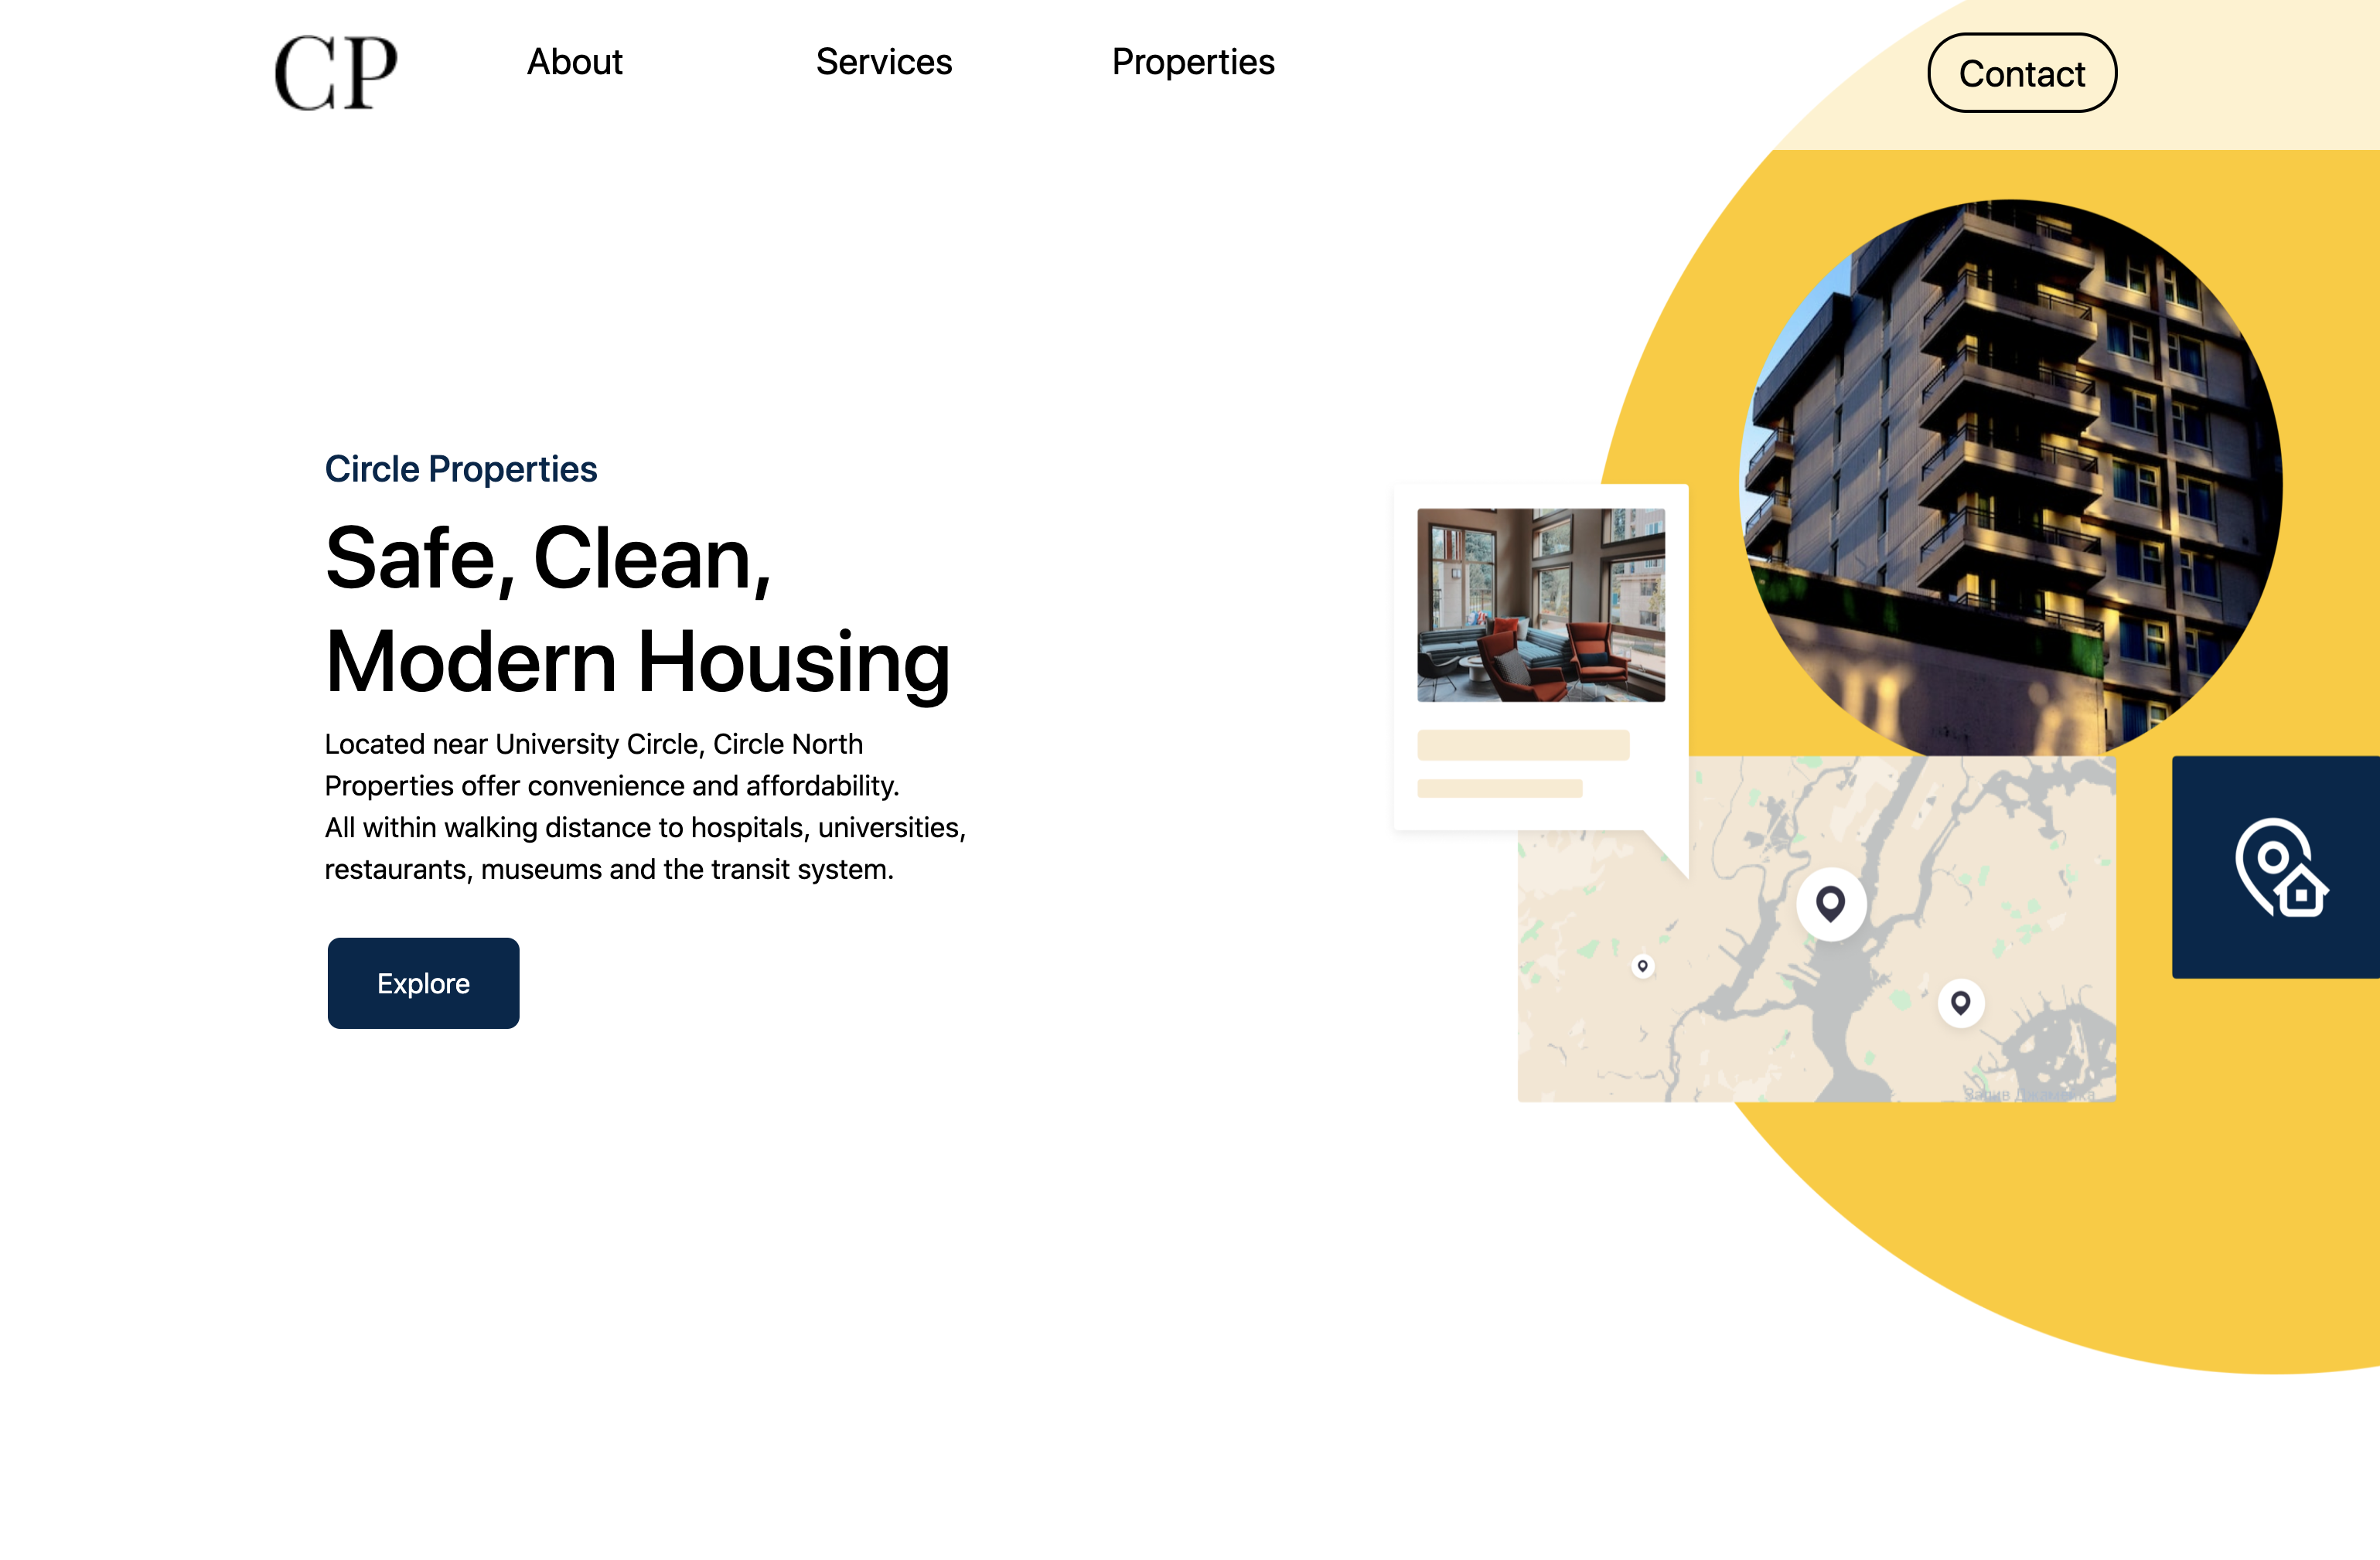 CP
About
Services
Properties
Contact
Circle Properties
Safe, Clean,
Modern Housing
Located near University Circle, Circle North
Properties offer convenience and affordability.
All within walking distance to hospitals, universities,
restaurants, museums and the transit system.
Explore